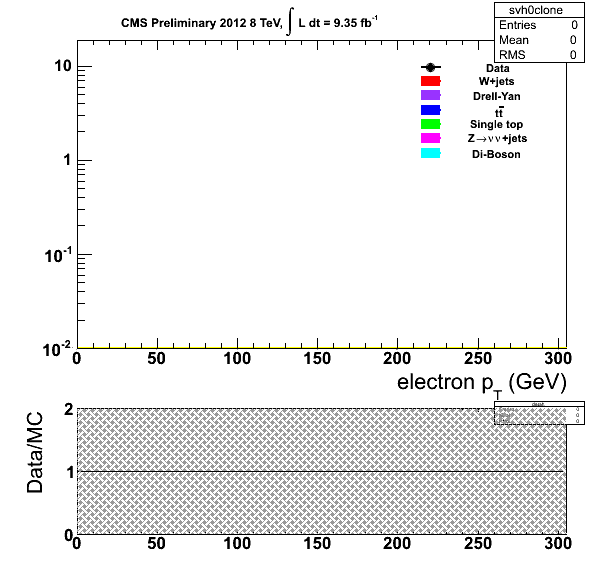 CMS Preliminary 2012 8 TeV, ∫ L dt = 9.35 fb⁻¹
svh0clone
Entries 0
Mean 0
RMS 0
Data
W+jets
Drell-Yan
tt̅
Single top
Z→νν+jets
Di-Boson
10
1
10⁻¹
10⁻²
0 50 100 150 200 250 300
electron p_T (GeV)
Data/MC
2
1
0
0 50 100 150 200 250 300